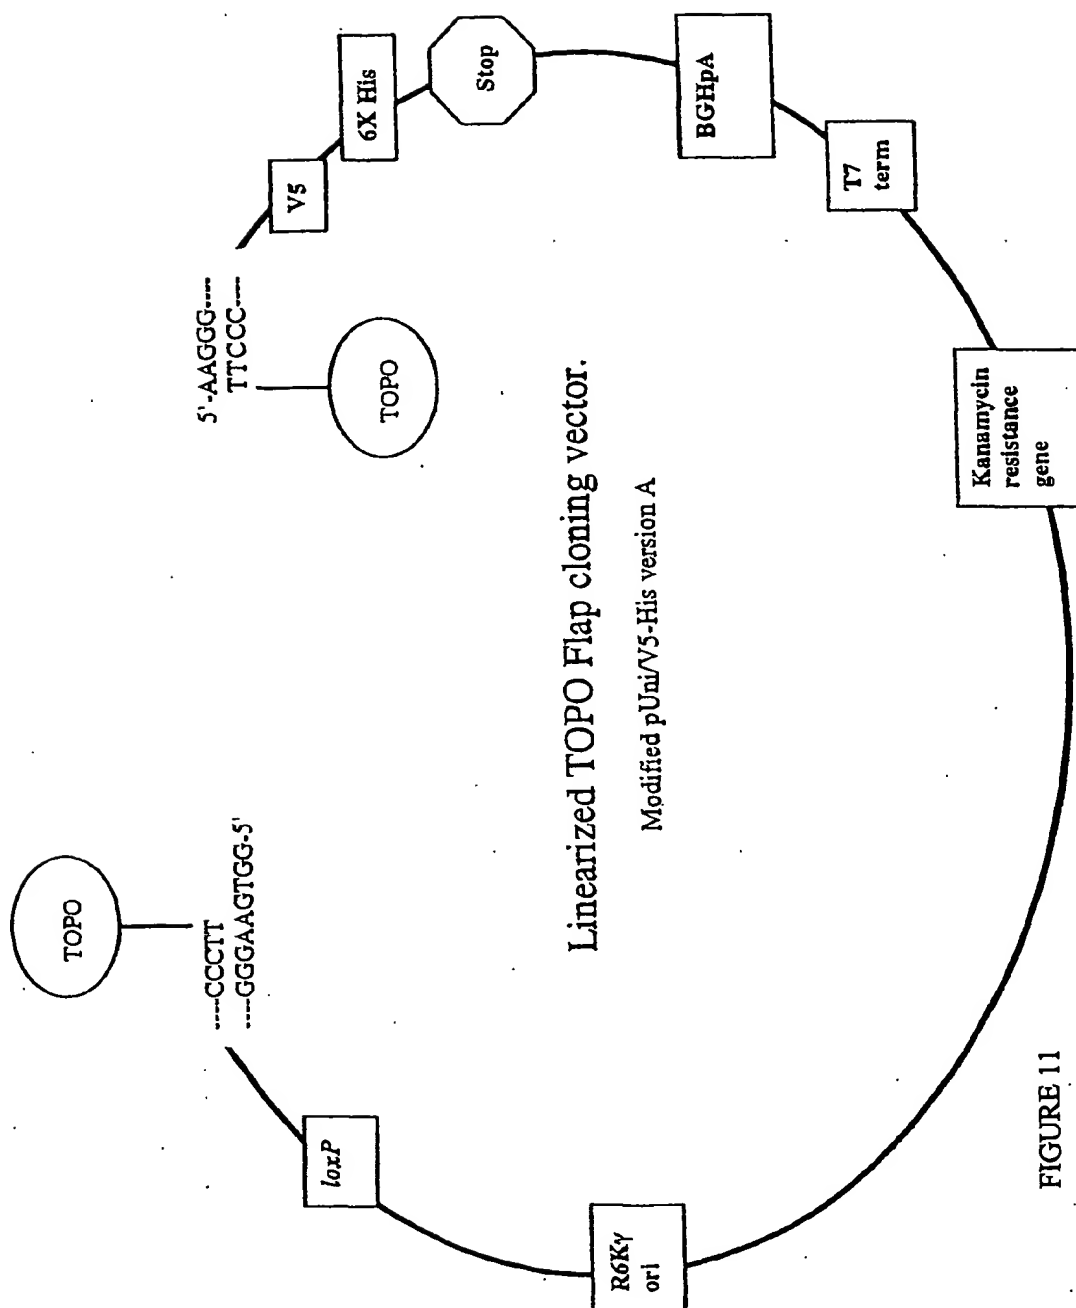 TOPO
----CCCTT
----GGGAAGTGG-5'
5'-AAGGG----
TTCCC----
TOPO
V5
6X His
Stop
BGHpA
T7
term
Kanamycin
resistance
gene
R6Kγ
ori
loxP
Linearized TOPO Flap cloning vector.
Modified pUni/V5-His version A
FIGURE 11